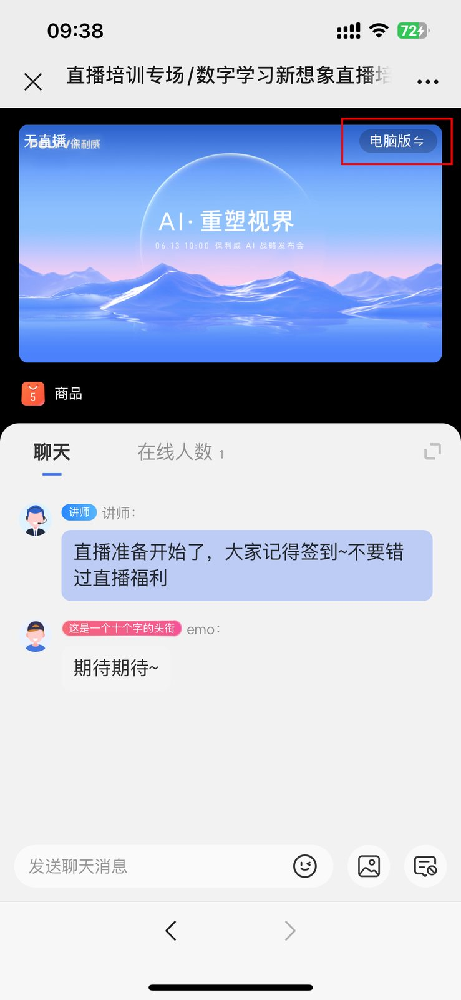 09:38
72
直播培训专场/数字学习新想象直播培
无直播
POLYV保利威
电脑版
AI·重塑视界
06.13 10:00 保利威 AI 战略发布会
5
商品
聊天
在线人数 1
讲师 讲师:
直播准备开始了，大家记得签到~不要错
过直播福利
这是一个十个字的头衔 emo:
期待期待~
发送聊天消息